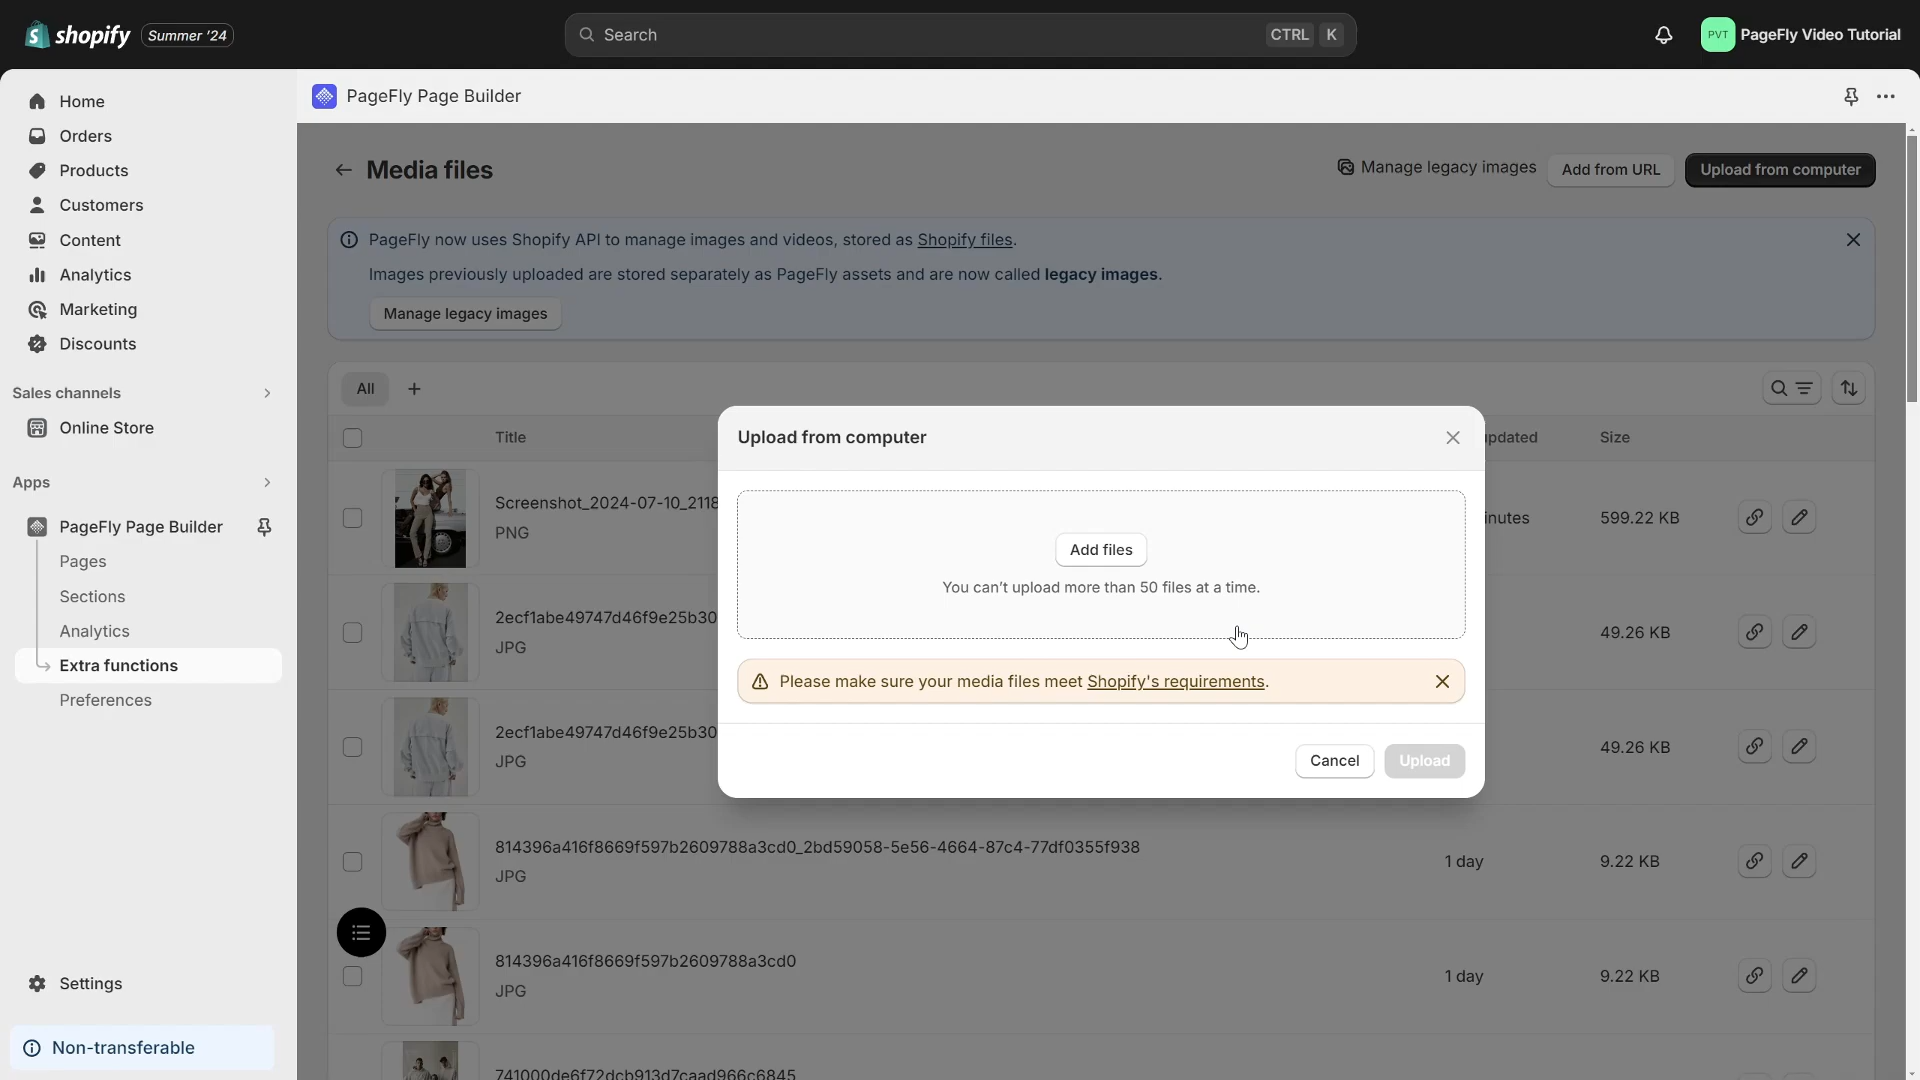 shopify Summer '24
Search CTRL K
PVT PageFly Video Tutorial
Home
Orders
Products
Customers
Content
Analytics
Marketing
Discounts
Sales channels
Online Store
Apps
PageFly Page Builder
Pages
Sections
Analytics
Extra functions
Preferences
Settings
Non-transferable
PageFly Page Builder
Media files
Manage legacy images Add from URL Upload from computer
PageFly now uses Shopify API to manage images and videos, stored as Shopify files.
Images previously uploaded are stored separately as PageFly assets and are now called legacy images.
Manage legacy images
All
Title Size
Screenshot_2024-07-10_2118
PNG
599.22 KB
2ecf1abe49747d46f9e25b30
JPG
49.26 KB
2ecf1abe49747d46f9e25b30
JPG
49.26 KB
814396a416f8669f597b2609788a3cd0_2bd59058-5e56-4664-87c4-77df0355f938
JPG
1 day 9.22 KB
814396a416f8669f597b2609788a3cd0
JPG
1 day 9.22 KB
741000de6f72dcb913d7caad966c6845
Upload from computer
Add files
You can't upload more than 50 files at a time.
Please make sure your media files meet Shopify's requirements.
Cancel Upload